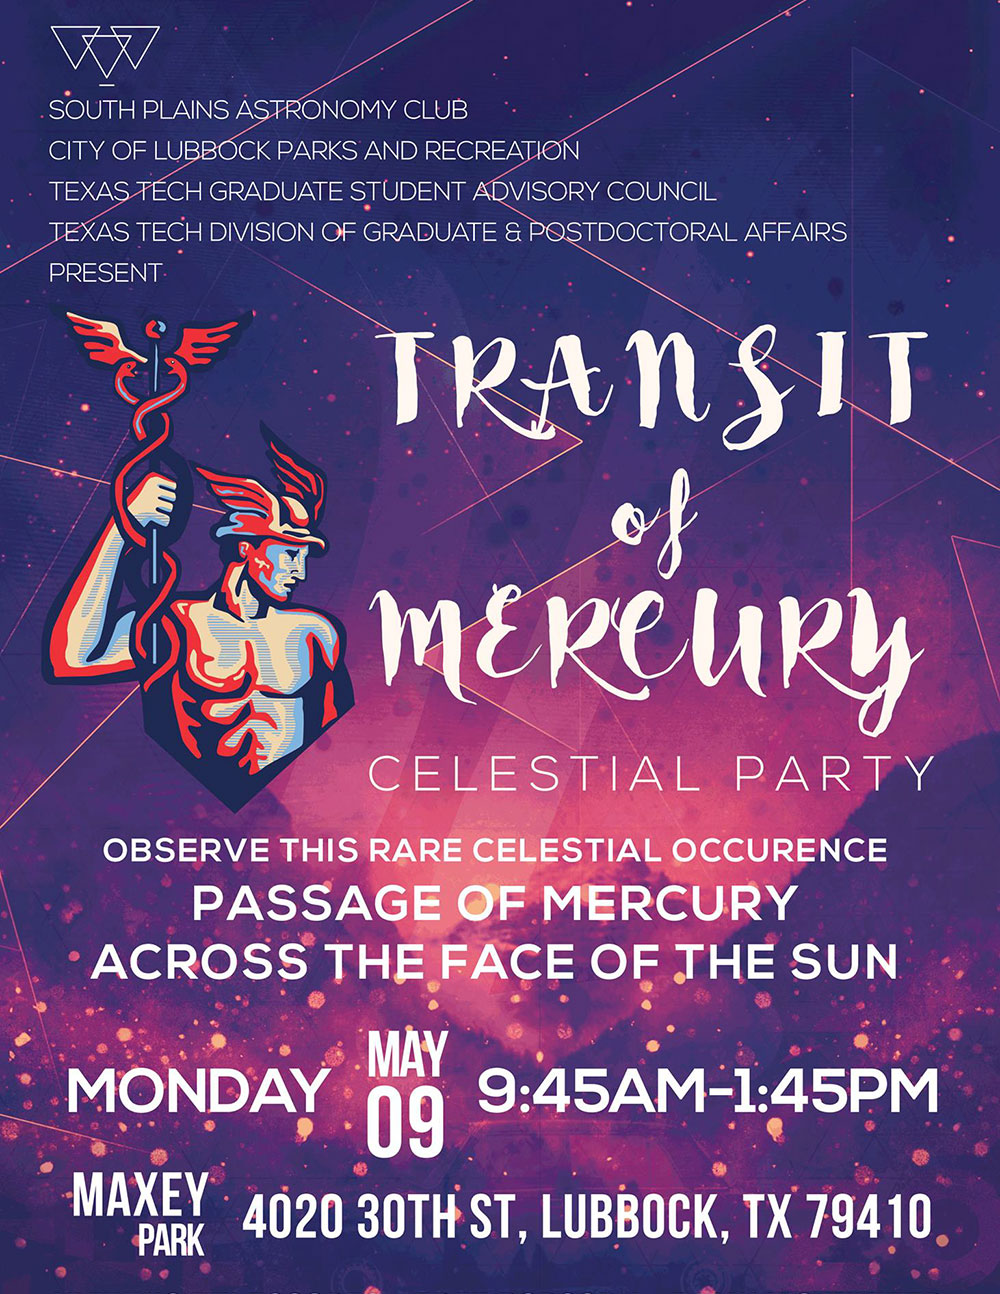 SOUTH PLAINS ASTRONOMY CLUB
CITY OF LUBBOCK PARKS AND RECREATION
TEXAS TECH GRADUATE STUDENT ADVISORY COUNCIL
TEXAS TECH DIVISION OF GRADUATE & POSTDOCTORAL AFFAIRS
PRESENT
TRANSIT
of
MERCURY
CELESTIAL PARTY
OBSERVE THIS RARE CELESTIAL OCCURENCE
PASSAGE OF MERCURY
ACROSS THE FACE OF THE SUN
MONDAY MAY 09 9:45AM-1:45PM
MAXEY PARK 4020 30TH ST, LUBBOCK, TX 79410